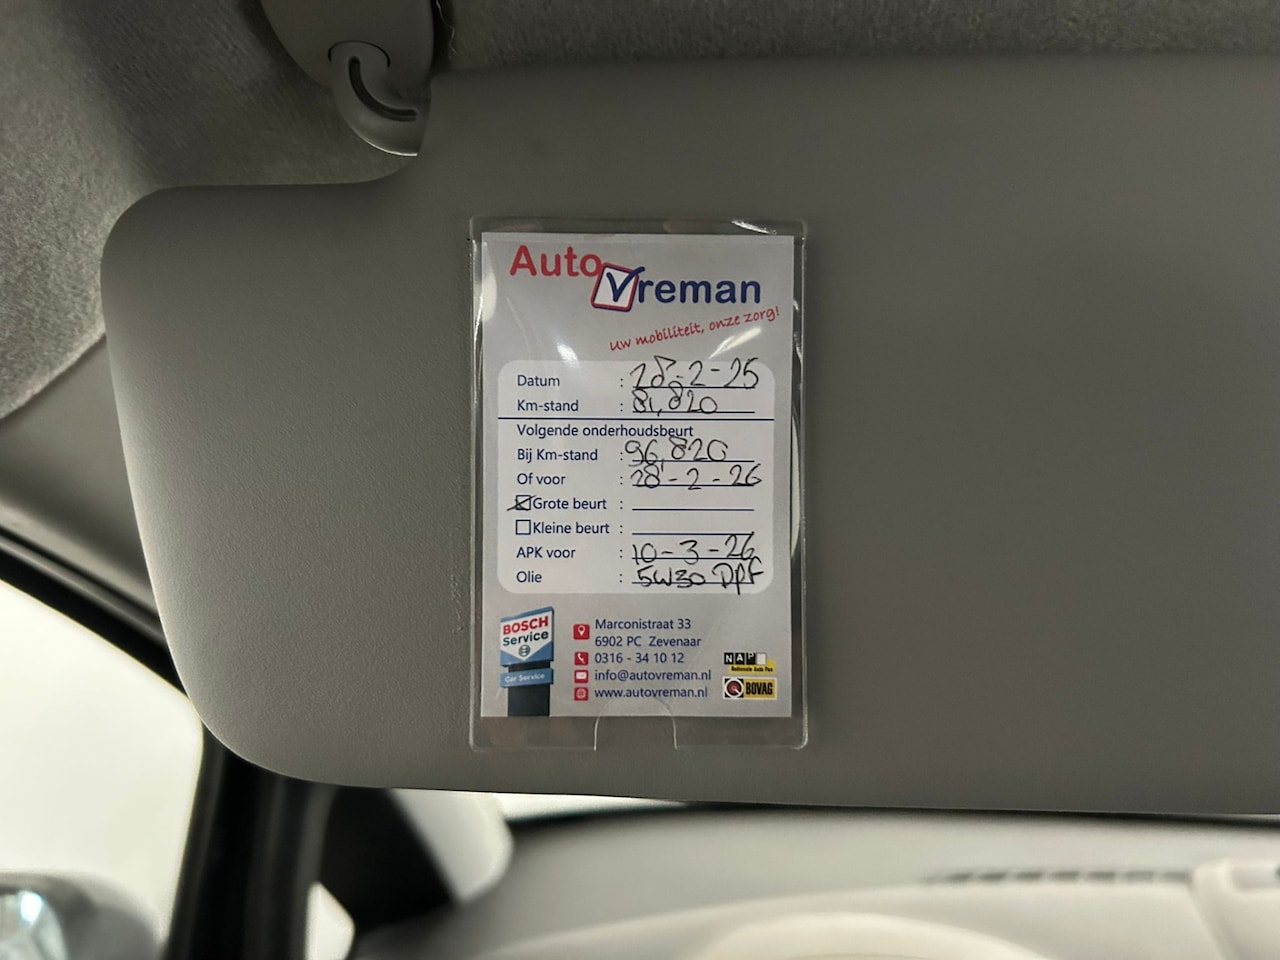 Auto Vreman
uw mobiliteit, onze zorg!
Datum : 28-2-25
Km-stand : 81,820
Volgende onderhoudsbeurt
Bij Km-stand : 96,820
Of voor : 28-2-26
Grote beurt :
Kleine beurt :
APK voor : 10-3-26
Olie : 5W30 DPF
BOSCH
Service
Car Service
Marconistraat 33
6902 PC Zevenaar
0316 - 34 10 12
info@autovreman.nl
www.autovreman.nl
NAP
Nationale Auto Pas
BOVAG